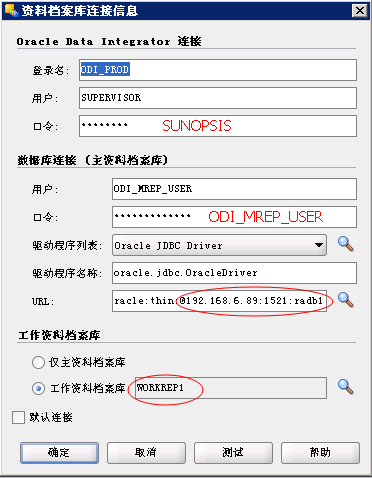 资料档案库连接信息
Oracle Data Integrator 连接
登录名: ODI_PROD
用户: SUPERVISOR
口令: ******** SUNOPSIS
数据库连接 (主资料档案库)
用户: ODI_MREP_USER
口令: ************* ODI_MREP_USER
驱动程序列表: Oracle JDBC Driver
驱动程序名称: oracle.jdbc.OracleDriver
URL: racle:thin:@192.168.6.89:1521:radb1
工作资料档案库
仅主资料档案库
工作资料档案库 WORKREP1
默认连接
确定 取消 测试 帮助